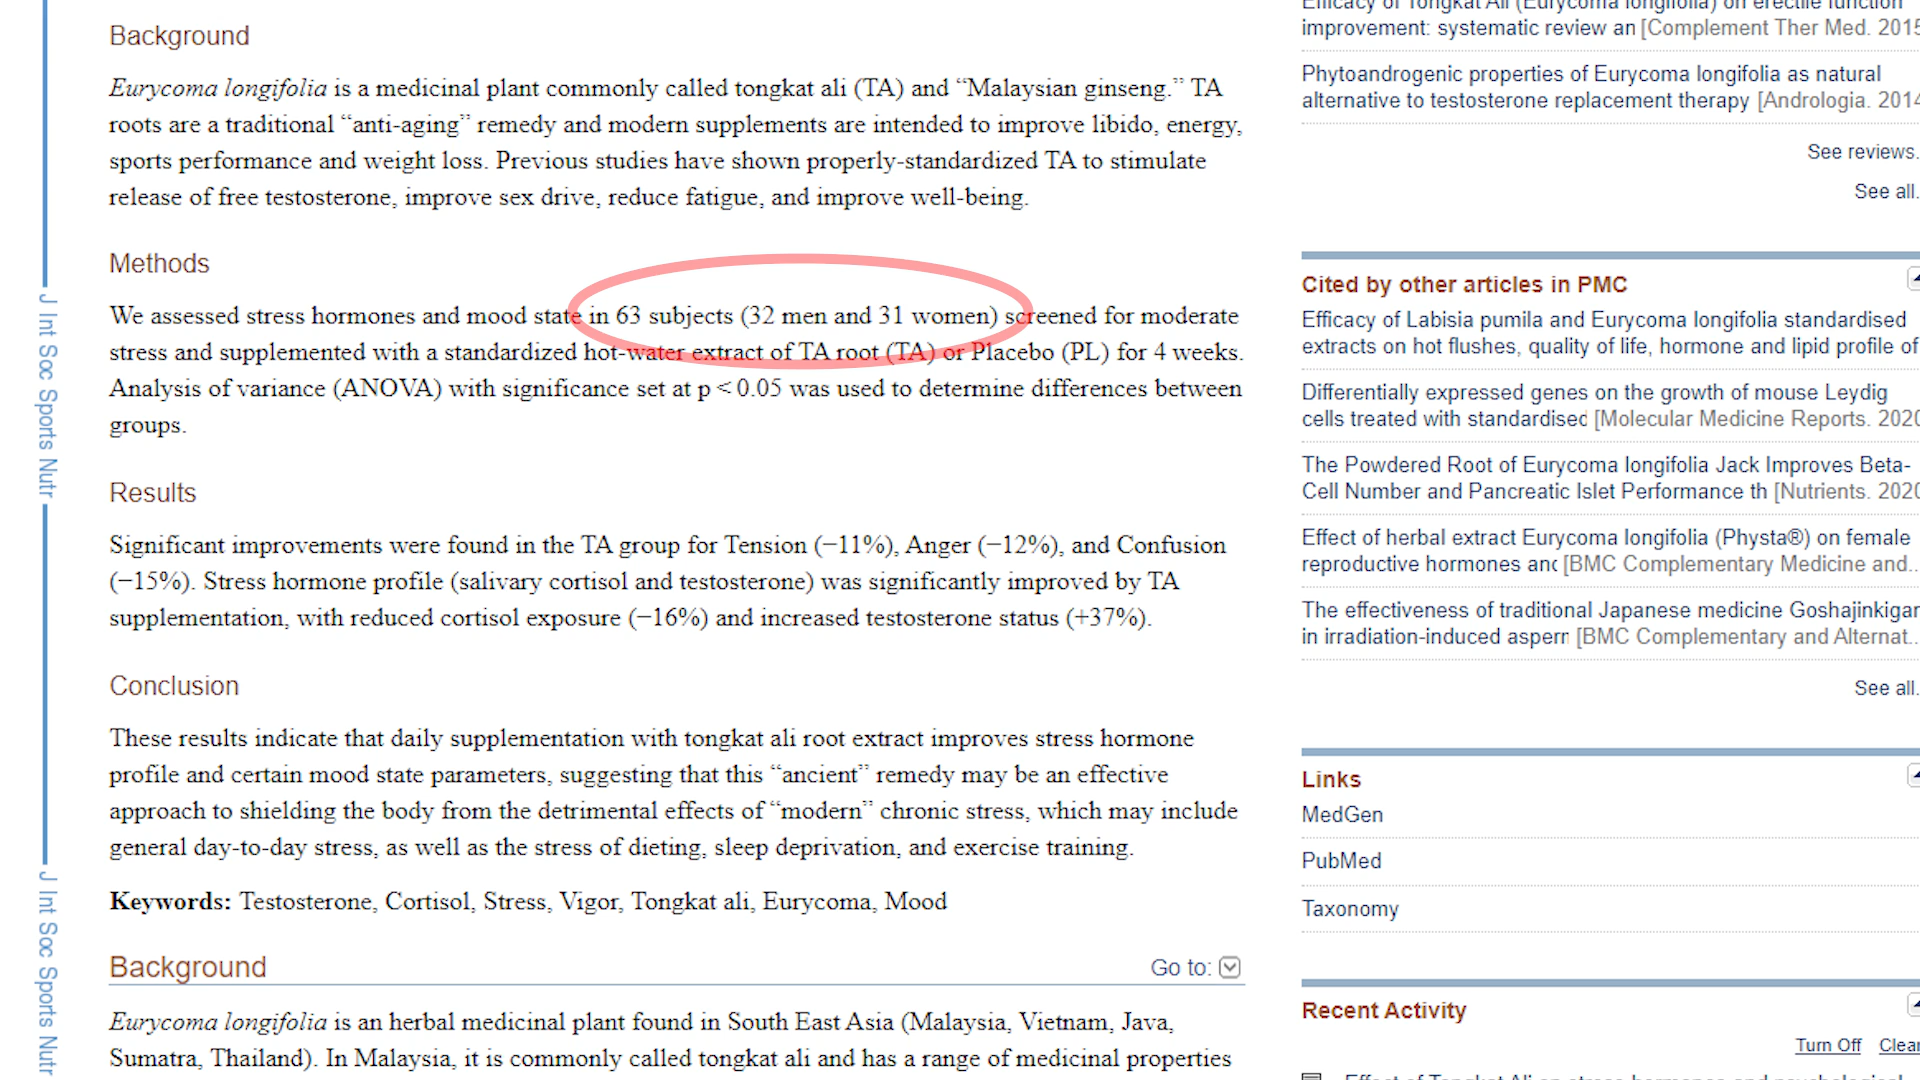 Background
Eurycoma longifolia is a medicinal plant commonly called tongkat ali (TA) and “Malaysian ginseng.” TA
roots are a traditional “anti-aging” remedy and modern supplements are intended to improve libido, energy,
sports performance and weight loss. Previous studies have shown properly-standardized TA to stimulate
release of free testosterone, improve sex drive, reduce fatigue, and improve well-being.
Methods
We assessed stress hormones and mood state in 63 subjects (32 men and 31 women) screened for moderate
stress and supplemented with a standardized hot-water extract of TA root (TA) or Placebo (PL) for 4 weeks.
Analysis of variance (ANOVA) with significance set at p < 0.05 was used to determine differences between
groups.
Results
Significant improvements were found in the TA group for Tension (−11%), Anger (−12%), and Confusion
(−15%). Stress hormone profile (salivary cortisol and testosterone) was significantly improved by TA
supplementation, with reduced cortisol exposure (−16%) and increased testosterone status (+37%).
Conclusion
These results indicate that daily supplementation with tongkat ali root extract improves stress hormone
profile and certain mood state parameters, suggesting that this “ancient” remedy may be an effective
approach to shielding the body from the detrimental effects of “modern” chronic stress, which may include
general day-to-day stress, as well as the stress of dieting, sleep deprivation, and exercise training.
Keywords: Testosterone, Cortisol, Stress, Vigor, Tongkat ali, Eurycoma, Mood
Background
Go to:
Eurycoma longifolia is an herbal medicinal plant found in South East Asia (Malaysia, Vietnam, Java,
Sumatra, Thailand). In Malaysia, it is commonly called tongkat ali and has a range of medicinal properties
J Int Soc Sports Nutr
J Int Soc Sports Nutr
Efficacy of Tongkat Ali (Eurycoma longifolia) on erectile function
improvement: systematic review an [Complement Ther Med. 2015
Phytoandrogenic properties of Eurycoma longifolia as natural
alternative to testosterone replacement therapy [Andrologia. 2014
See reviews.
See all.
Cited by other articles in PMC
Efficacy of Labisia pumila and Eurycoma longifolia standardised
extracts on hot flushes, quality of life, hormone and lipid profile of
Differentially expressed genes on the growth of mouse Leydig
cells treated with standardised [Molecular Medicine Reports. 2020
The Powdered Root of Eurycoma longifolia Jack Improves Beta-
Cell Number and Pancreatic Islet Performance th [Nutrients. 2020
Effect of herbal extract Eurycoma longifolia (Physta®) on female
reproductive hormones and [BMC Complementary Medicine and..
The effectiveness of traditional Japanese medicine Goshajinkigan
in irradiation-induced asperm [BMC Complementary and Alternat..
See all.
Links
MedGen
PubMed
Taxonomy
Recent Activity
Turn Off Clear
Effect of Tongkat Ali on stress hormones and psychological